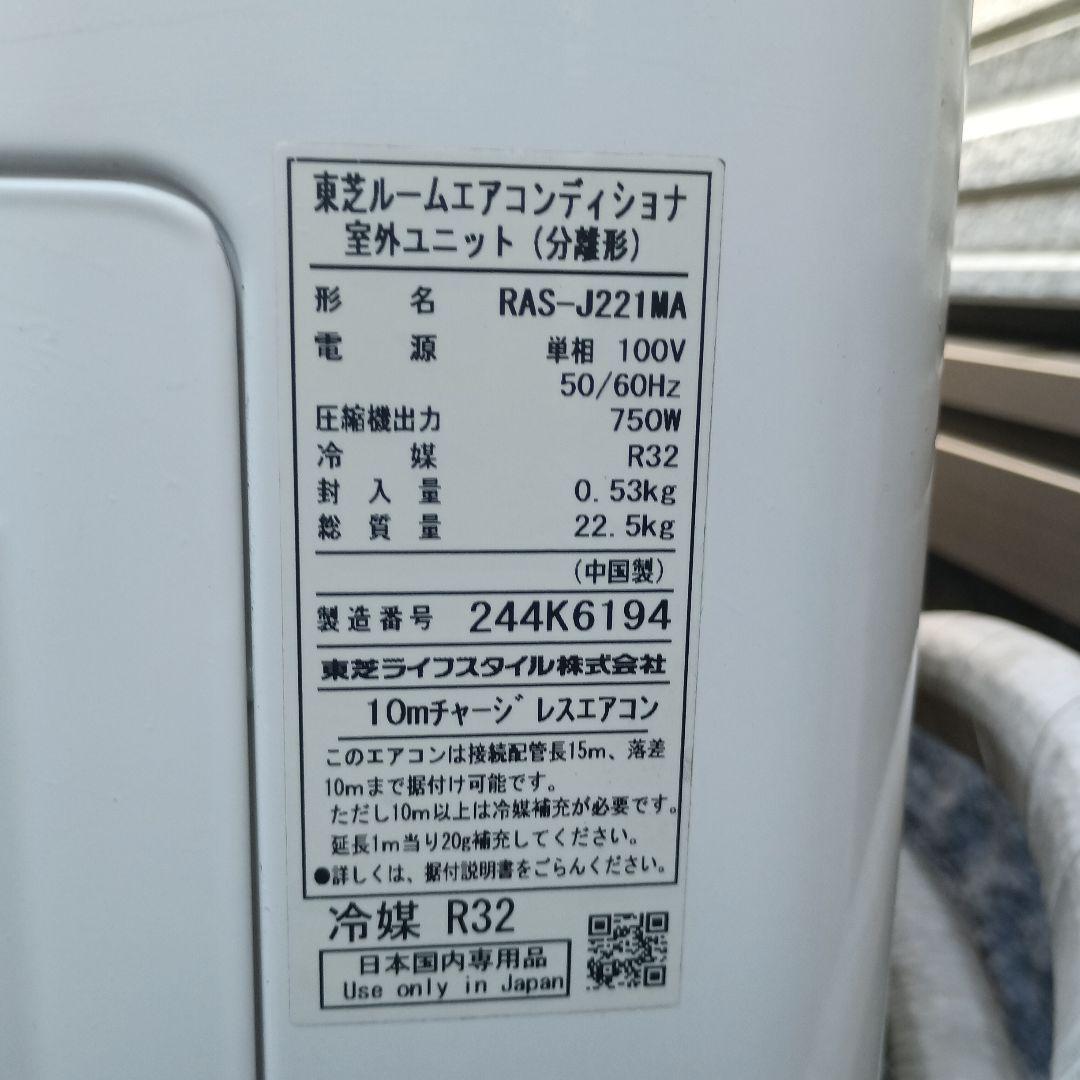 東芝ルームエアコンディショナ
室外ユニット(分離形)
形名 RAS-J221MA
電源 単相 100V
50/60Hz
圧縮機出力 750W
冷媒 R32
封入量 0.53kg
総質量 22.5kg
(中国製)
製造番号 244K6194
東芝ライフスタイル株式会社
10mチャージレスエアコン
このエアコンは接続配管長15m、落差
10mまで据付け可能です。
ただし10m以上は冷媒補充が必要です。
延長1m当り20g補充してください。
●詳しくは、据付説明書をごらんください。
冷媒 R32
日本国内専用品
Use only in Japan